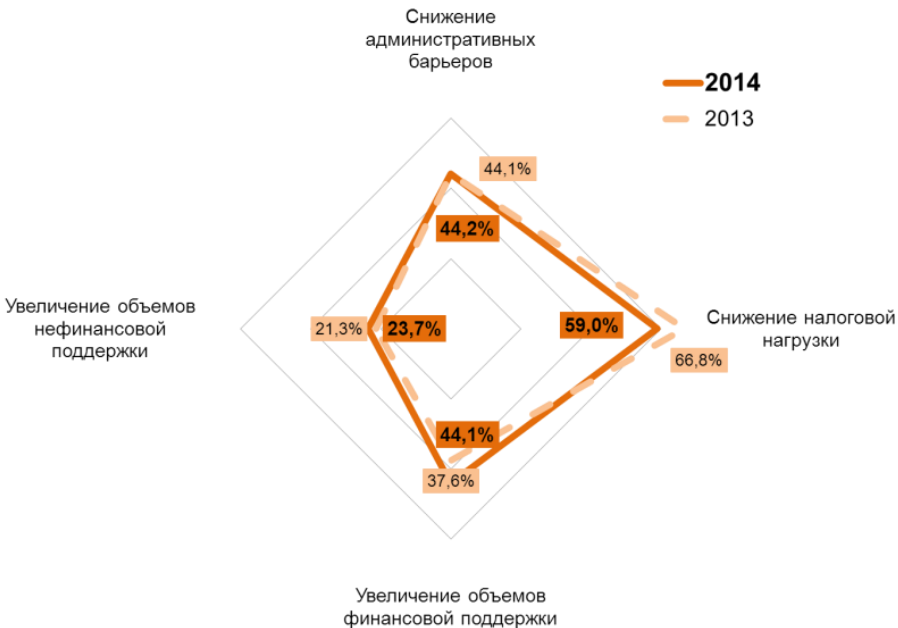 Снижение
административных
барьеров
2014
2013
44,1%
44,2%
Увеличение объемов
нефинансовой
поддержки
21,3%
23,7%
59,0%
Снижение налоговой
нагрузки
66,8%
44,1%
37,6%
Увеличение объемов
финансовой поддержки